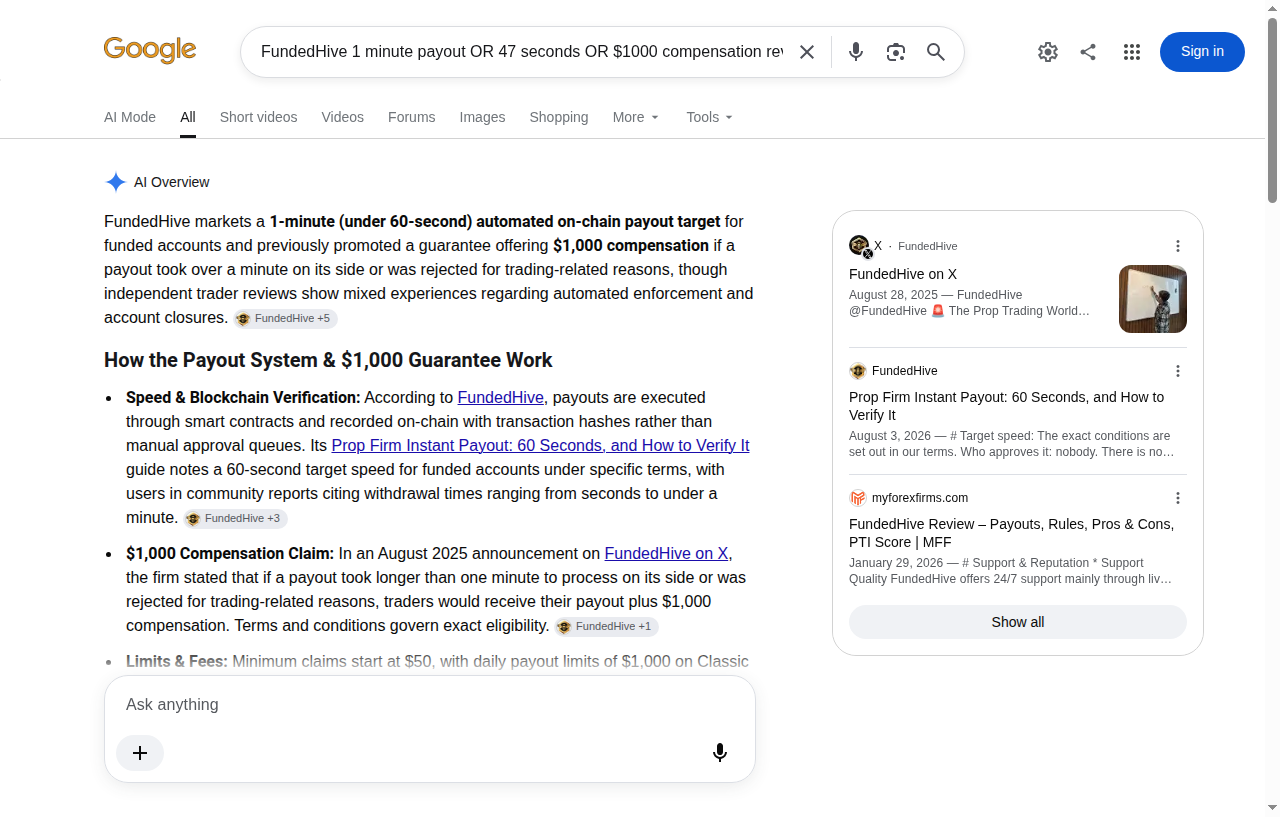 Google
FundedHive 1 minute payout OR 47 seconds OR $1000 compensation rev
Sign in
AI Mode
All
Short videos
Videos
Forums
Images
Shopping
More
Tools
AI Overview
FundedHive markets a 1-minute (under 60-second) automated on-chain payout target for
funded accounts and previously promoted a guarantee offering $1,000 compensation if a
payout took over a minute on its side or was rejected for trading-related reasons, though
independent trader reviews show mixed experiences regarding automated enforcement and
account closures. FundedHive +5
How the Payout System & $1,000 Guarantee Work
• Speed & Blockchain Verification: According to FundedHive, payouts are executed
through smart contracts and recorded on-chain with transaction hashes rather than
manual approval queues. Its Prop Firm Instant Payout: 60 Seconds, and How to Verify It
guide notes a 60-second target speed for funded accounts under specific terms, with
users in community reports citing withdrawal times ranging from seconds to under a
minute. FundedHive +3
• $1,000 Compensation Claim: In an August 2025 announcement on FundedHive on X,
the firm stated that if a payout took longer than one minute to process on its side or was
rejected for trading-related reasons, traders would receive their payout plus $1,000
compensation. Terms and conditions govern exact eligibility. FundedHive +1
• Limits & Fees: Minimum claims start at $50, with daily payout limits of $1,000 on Classic
Ask anything
X · FundedHive
FundedHive on X
August 28, 2025 — FundedHive
@FundedHive 🚨 The Prop Trading World…
FundedHive
Prop Firm Instant Payout: 60 Seconds, and How to
Verify It
August 3, 2026 — # Target speed: The exact conditions are
set out in our terms. Who approves it: nobody. There is no…
myforexfirms.com
FundedHive Review – Payouts, Rules, Pros & Cons,
PTI Score | MFF
January 29, 2026 — # Support & Reputation * Support
Quality FundedHive offers 24/7 support mainly through liv…
Show all